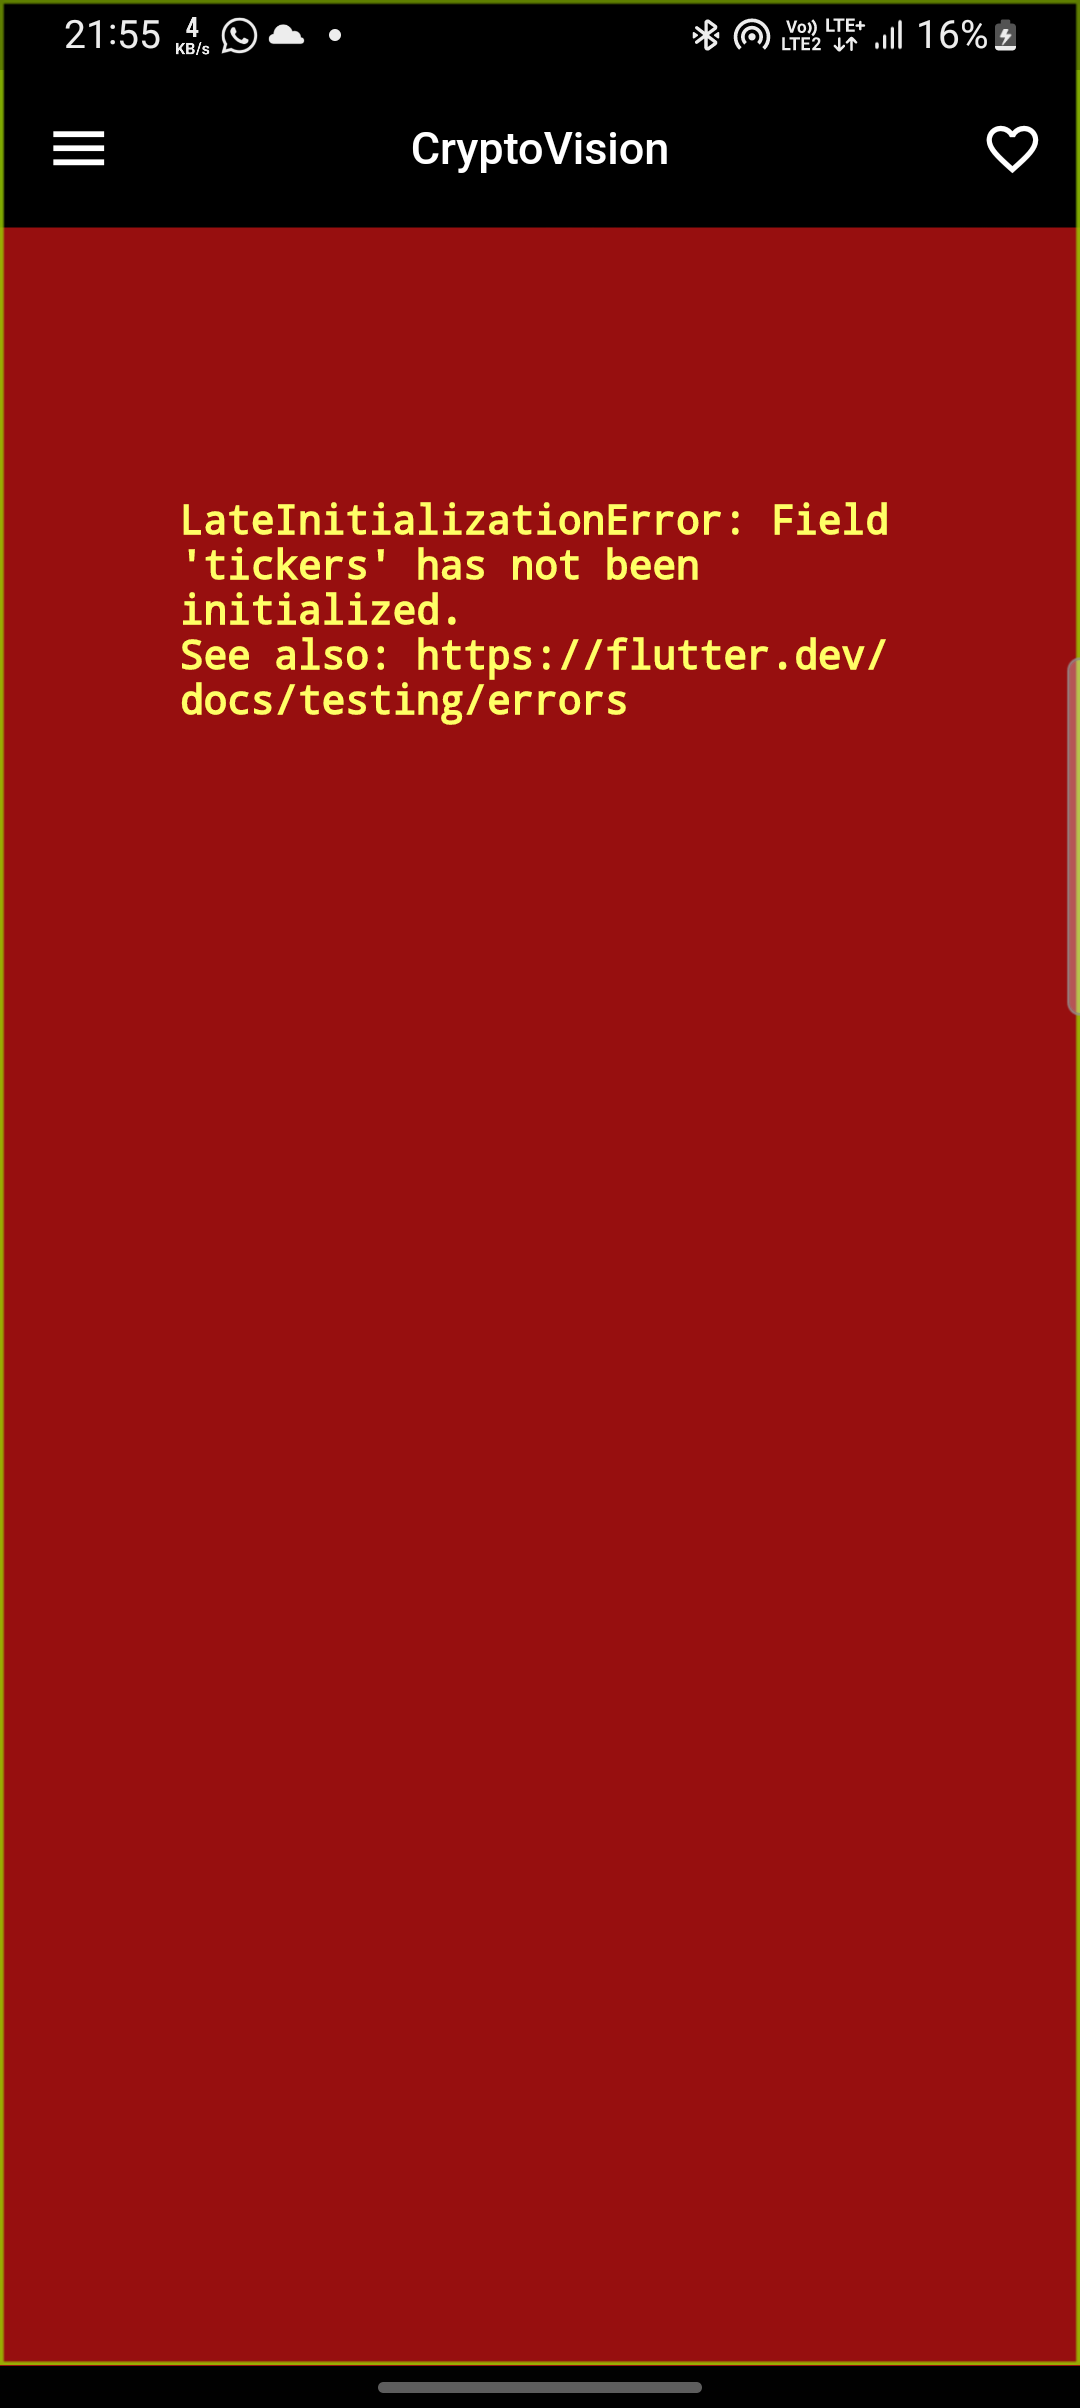 21:55 4 KB/s Vo)) LTE2 LTE+ 16%
CryptoVision
LateInitializationError: Field
'tickers' has not been
initialized.
See also: https://flutter.dev/
docs/testing/errors